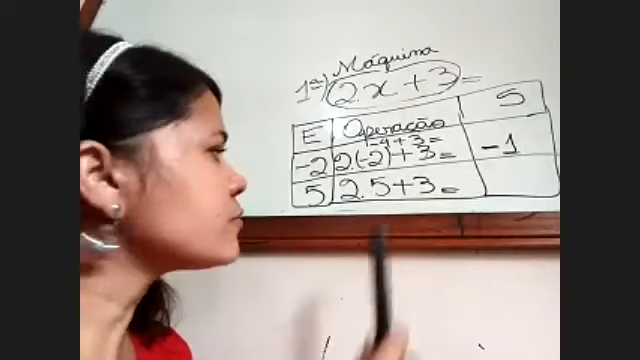 1ª) Máquina
2.x+3=
E Operação S
-4+3=
-2 2.(-2)+3= -1
5 2.5+3=